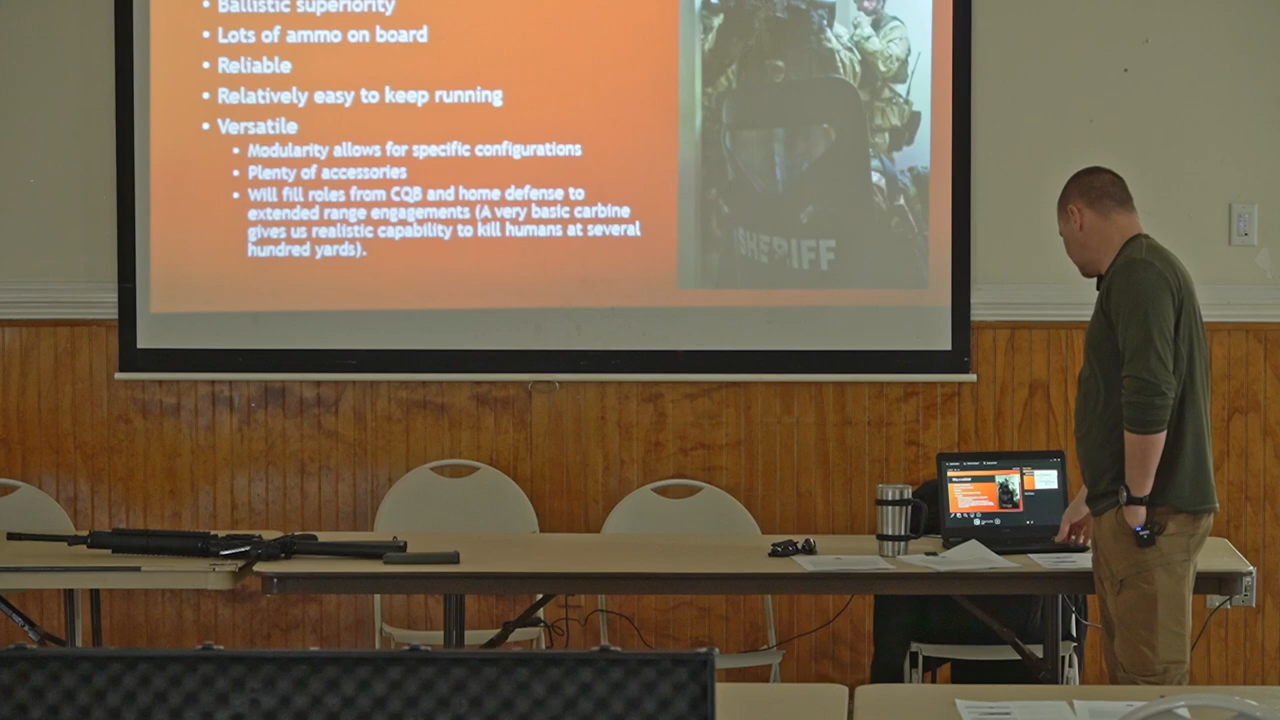 • Ballistic superiority
• Lots of ammo on board
• Reliable
• Relatively easy to keep running
• Versatile
• Modularity allows for specific configurations
• Plenty of accessories
• Will fill roles from CQB and home defense to
extended range engagements (A very basic carbine
gives us realistic capability to kill humans at several
hundred yards).
SHERIFF